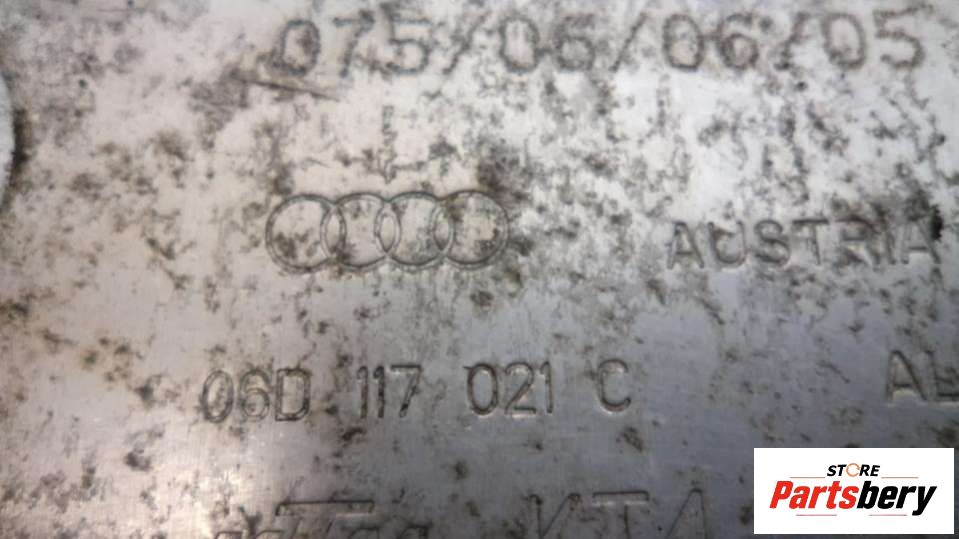 075/06/06/05
AUSTRIA
06D 117 021 C
STORE
Partsbery